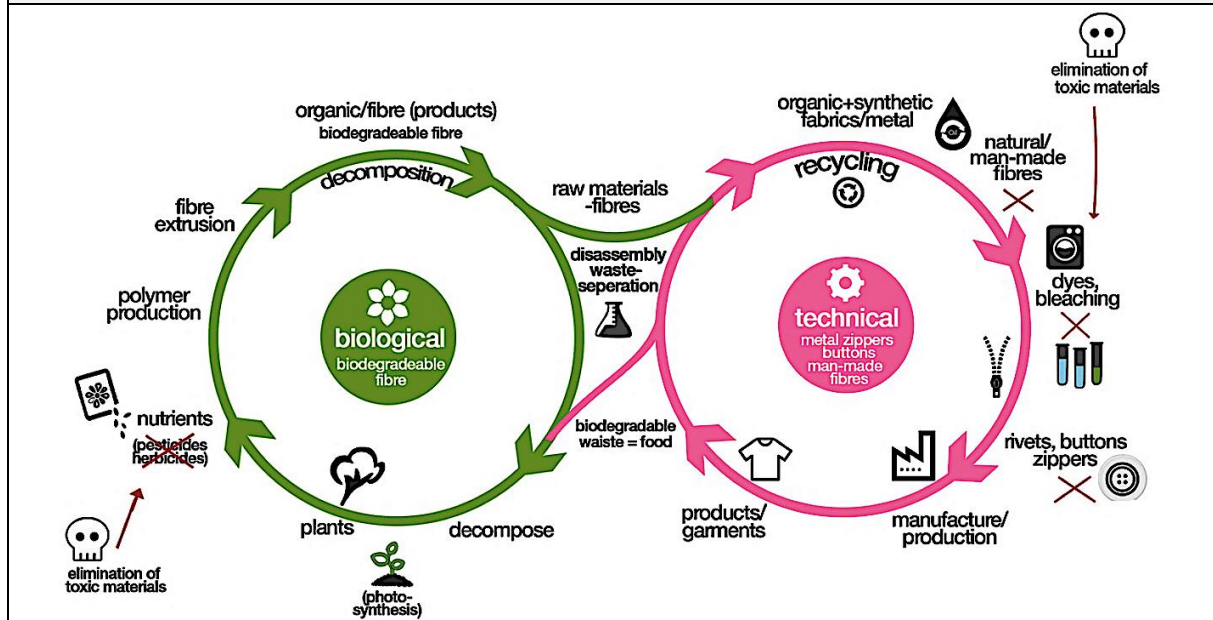 elimination of
toxic materials
organic/fibre (products)
biodegradeable fibre
decomposition
fibre
extrusion
polymer
production
nutrients
(pesticides
herbicides)
elimination of
toxic materials
plants
(photo-
synthesis)
decompose
biological
biodegradeable
fibre
raw materials
-fibres
disassembly
waste-
seperation
biodegradable
waiste = food
organic+synthetic
fabrics/metal
recycling
natural/
man-made
fibres
dyes,
bleaching
technical
metal zippers
buttons
man-made
fibres
rivets, buttons
zippers
manufacture/
production
products/
garments